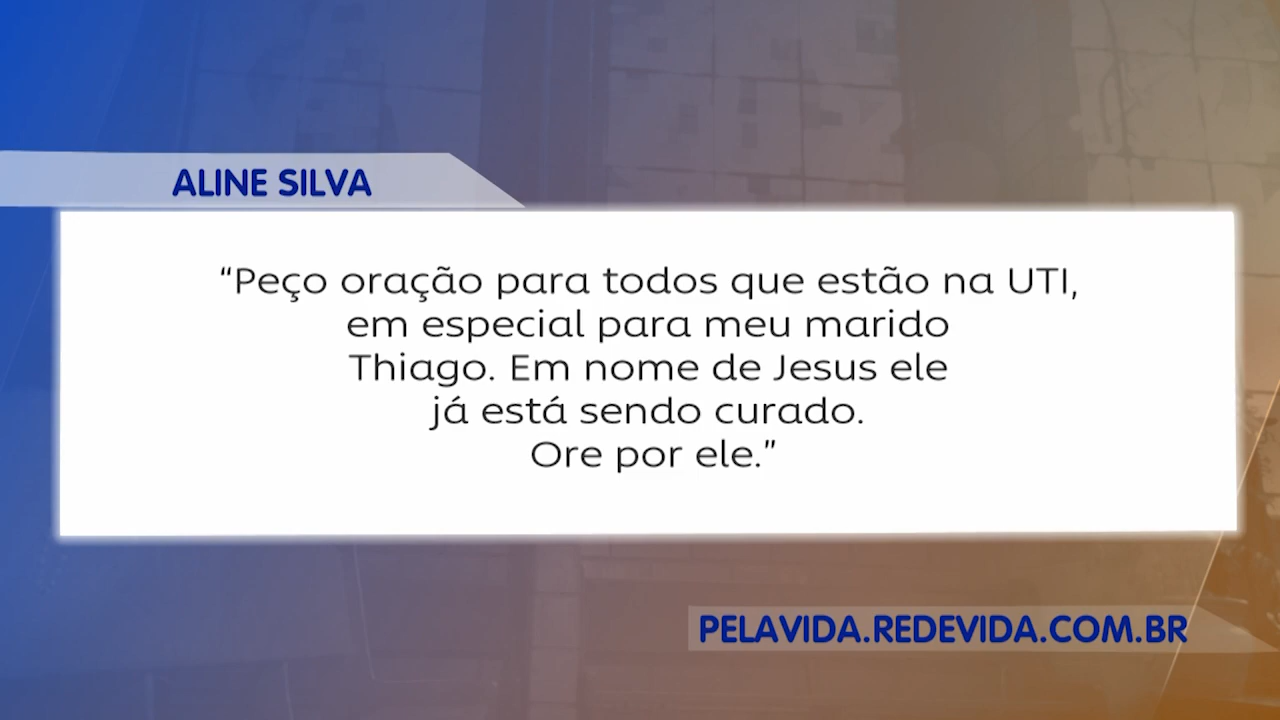 ALINE SILVA
“Peço oração para todos que estão na UTI,
em especial para meu marido
Thiago. Em nome de Jesus ele
já está sendo curado.
Ore por ele.”
PELAVIDA.REDEVIDA.COM.BR